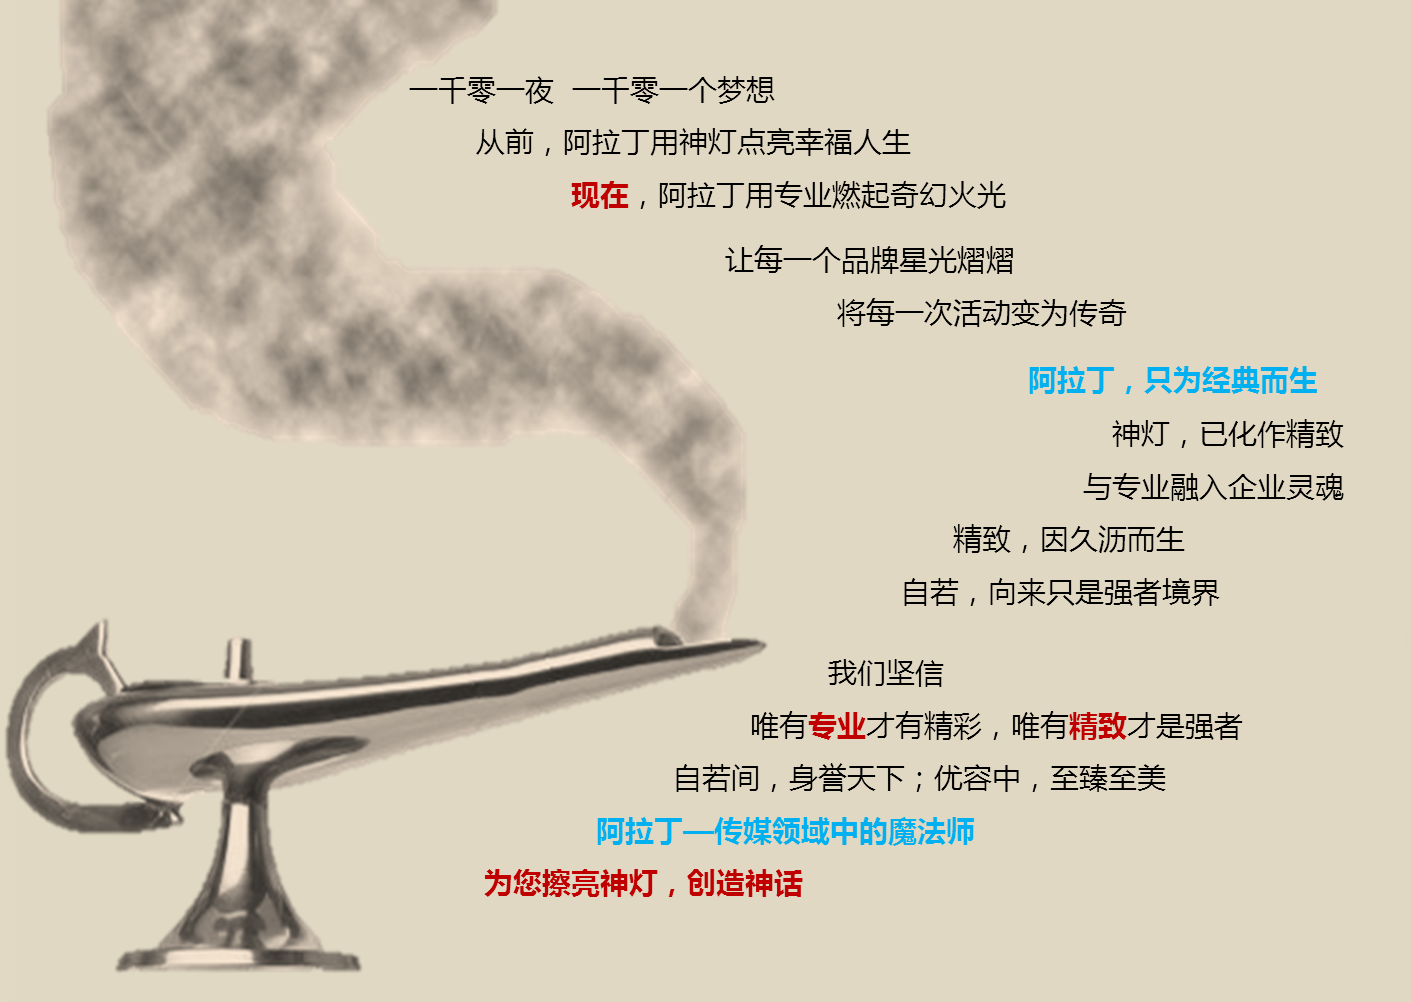 一千零一夜 一千零一个梦想
从前，阿拉丁用神灯点亮幸福人生
现在，阿拉丁用专业燃起奇幻火光
让每一个品牌星光熠熠
将每一次活动变为传奇
阿拉丁，只为经典而生
神灯，已化作精致
与专业融入企业灵魂
精致，因久沥而生
自若，向来只是强者境界
我们坚信
唯有专业才有精彩，唯有精致才是强者
自若间，身誉天下；优容中，至臻至美
阿拉丁—传媒领域中的魔法师
为您擦亮神灯，创造神话